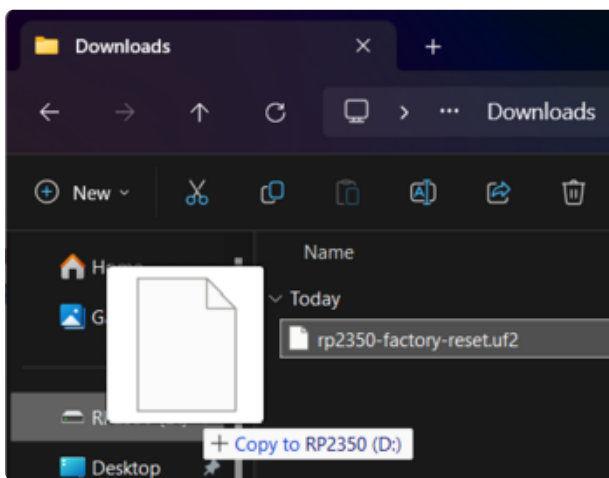 Downloads
Downloads
New
Name
Today
rp2350-factory-reset.uf2
Copy to RP2350 (D:)
Desktop